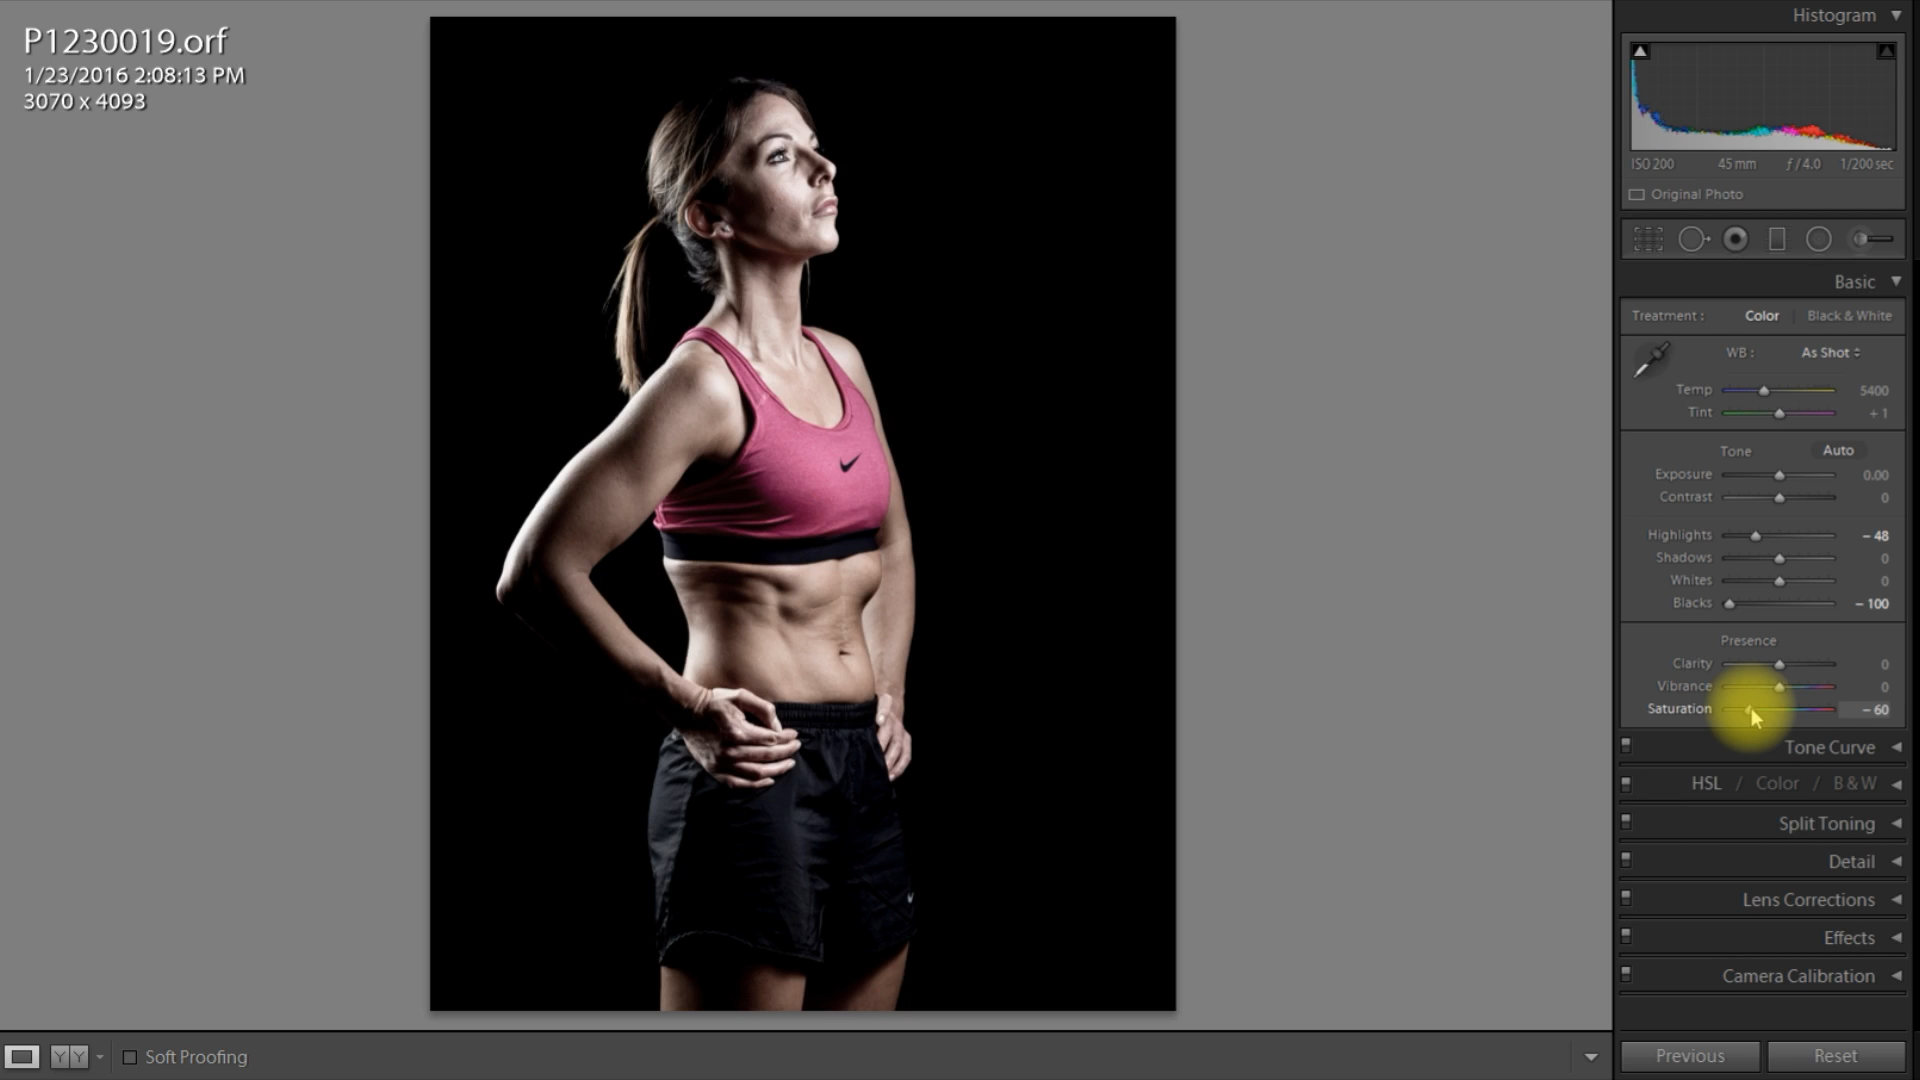 P1230019.orf
1/23/2016 2:08:13 PM
3070 x 4093
Histogram
ISO 200 45 mm ƒ / 4.0 1/200 sec
Original Photo
Basic
Treatment : Color Black & White
WB : As Shot
Temp 5400
Tint + 1
Tone Auto
Exposure 0.00
Contrast 0
Highlights – 48
Shadows 0
Whites 0
Blacks – 100
Presence
Clarity 0
Vibrance 0
Saturation – 60
Tone Curve
HSL / Color / B & W
Split Toning
Detail
Lens Corrections
Effects
Camera Calibration
Y Y Soft Proofing
Previous Reset